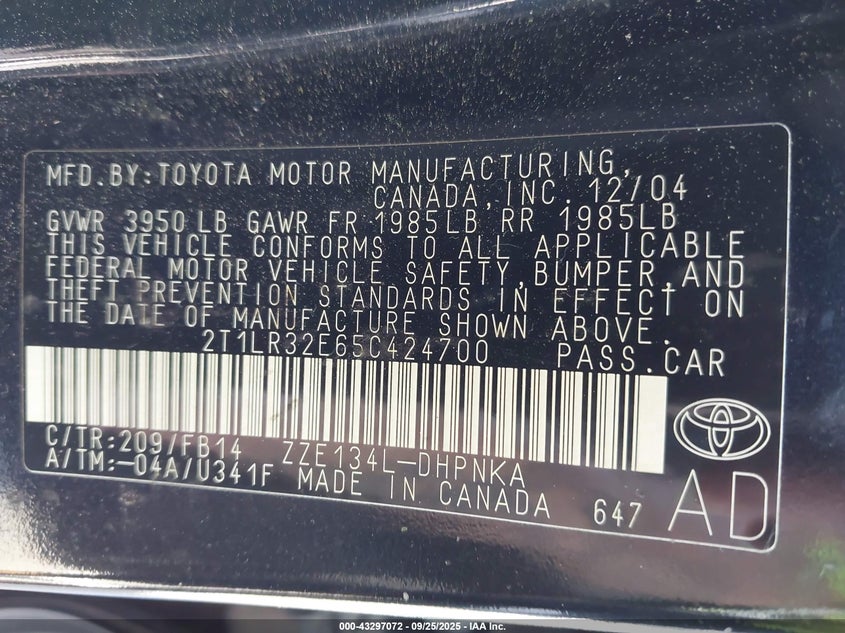 MFD.BY:TOYOTA MOTOR MANUFACTURING,
CANADA,INC. 12/04
GVWR 3950 LB GAWR FR 1985LB RR 1985LB
THIS VEHICLE CONFORMS TO ALL APPLICABLE
FEDERAL MOTOR VEHICLE SAFETY,BUMPER,AND
THEFT PREVENTION STANDARDS IN EFFECT ON
THE DATE OF MANUFACTURE SHOWN ABOVE.
2T1LR32E65C424700 PASS.CAR
C/TR:209/FB14 ZZE134L-DHPNKA
A/TM:-04A/U341F MADE IN CANADA 647 AD
000-43297072 - 09/25/2025 - IAA Inc.